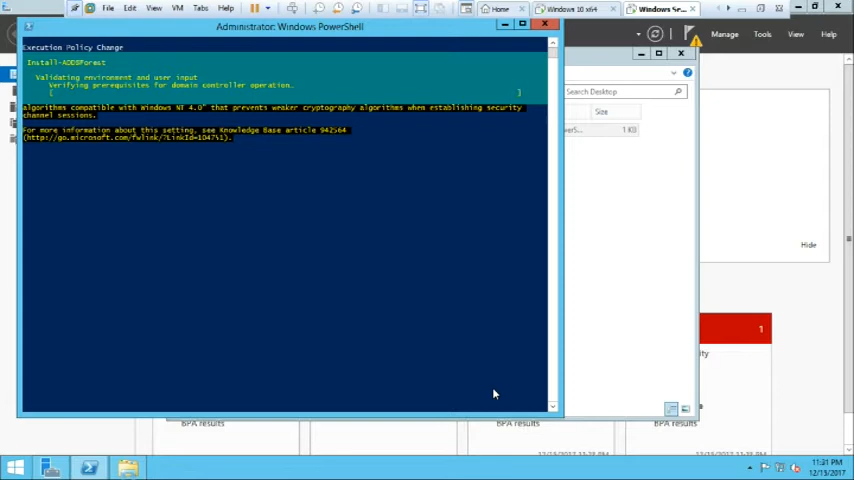 File Edit View VM Tabs Help
Home
Windows 10 x64
Windows Se...
Administrator: Windows PowerShell
Manage Tools View Help
Execution Policy Change
Install-ADDSForest
Validating environment and user input
Verifying prerequisites for domain controller operation...
[ ]
algorithms compatible with Windows NT 4.0" that prevents weaker cryptography algorithms when establishing security
channel sessions.
For more information about this setting, see Knowledge Base article 942564
(http://go.microsoft.com/fwlink/?LinkId=104751).
Search Desktop
Size
1 KB
Hide
1
BPA results
BPA results
BPA results
BPA results
11:31 PM
12/13/2017